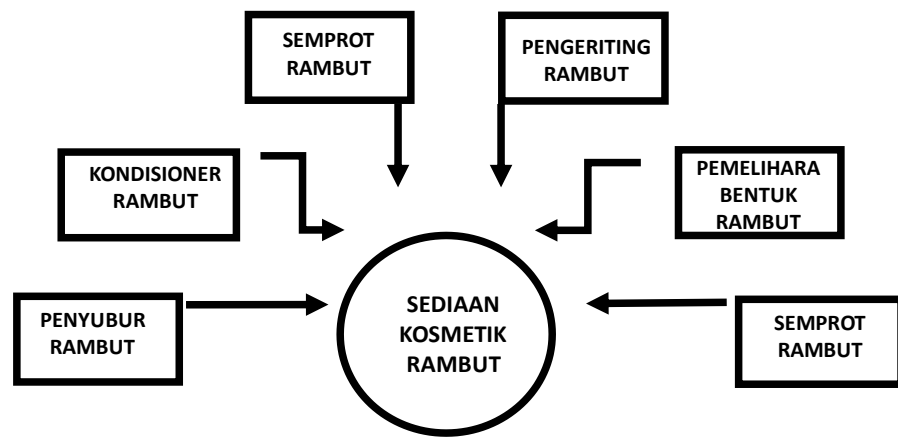 SEMPROT
RAMBUT
PENGERITING
RAMBUT
KONDISIONER
RAMBUT
PEMELIHARA
BENTUK
RAMBUT
PENYUBUR
RAMBUT
SEDIAAN
KOSMETIK
RAMBUT
SEMPROT
RAMBUT